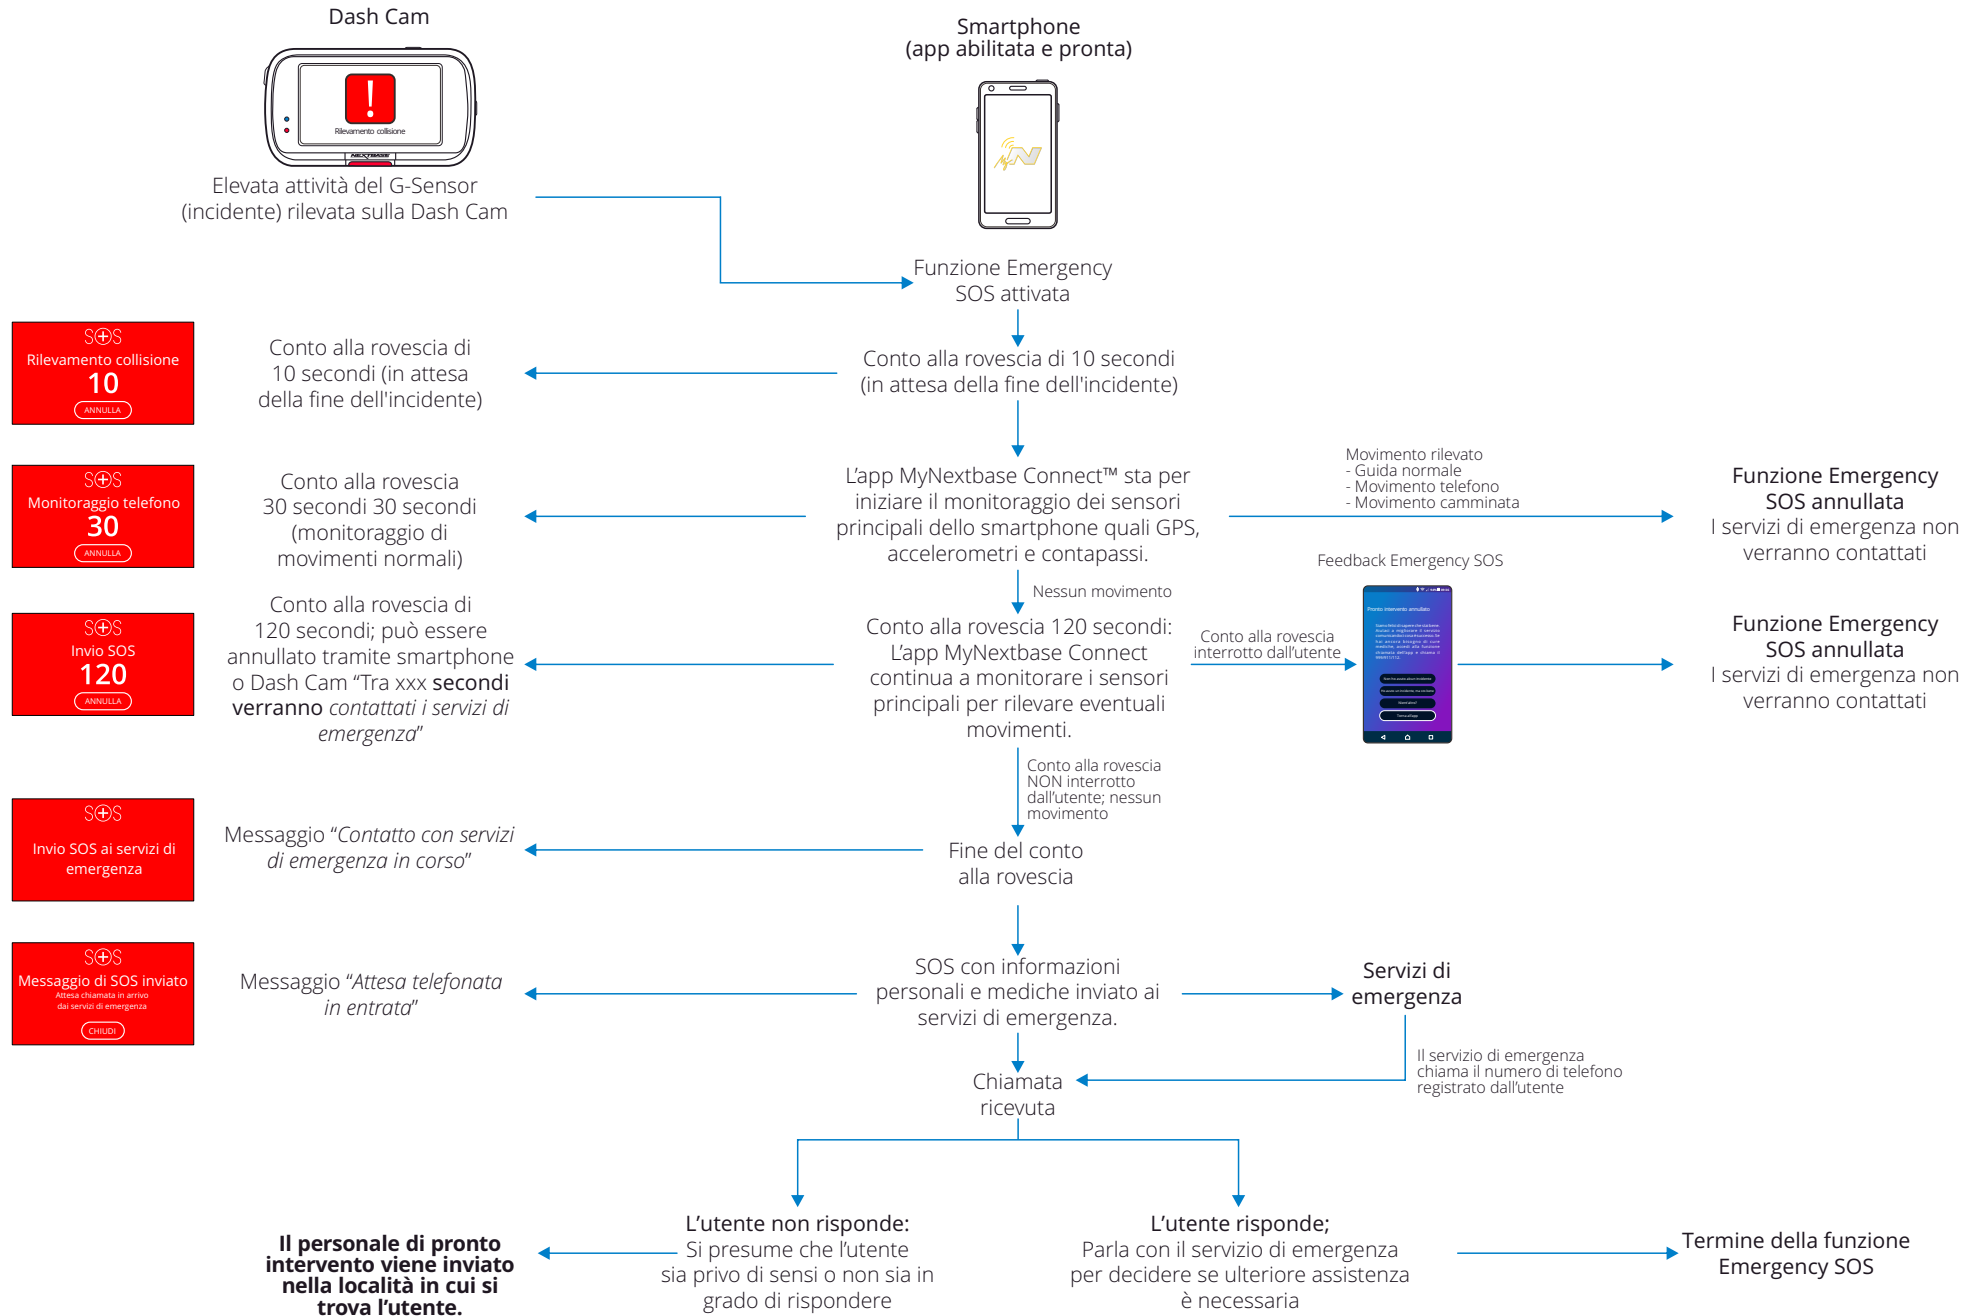 Dash Cam
Smartphone
(app abilitata e pronta)
!
Rilevamento collisione
NEXTBASE
Elevata attività del G-Sensor
(incidente) rilevata sulla Dash Cam
Funzione Emergency
SOS attivata
SOS
Rilevamento collisione
10
ANNULLA
Conto alla rovescia di
10 secondi (in attesa
della fine dell'incidente)
Conto alla rovescia di 10 secondi
(in attesa della fine dell'incidente)
SOS
Monitoraggio telefono
30
ANNULLA
Conto alla rovescia
30 secondi 30 secondi
(monitoraggio di
movimenti normali)
L'app MyNextbase Connect™ sta per
iniziare il monitoraggio dei sensori
principali dello smartphone quali GPS,
accelerometri e contapassi.
Movimento rilevato
- Guida normale
- Movimento telefono
- Movimento camminata
Funzione Emergency
SOS annullata
I servizi di emergenza non
verranno contattati
Nessun movimento
Feedback Emergency SOS
SOS
Invio SOS
120
ANNULLA
Conto alla rovescia di
120 secondi; può essere
annullato tramite smartphone
o Dash Cam “Tra xxx secondi
verranno contattati i servizi di
emergenza”
Conto alla rovescia 120 secondi:
L'app MyNextbase Connect
continua a monitorare i sensori
principali per rilevare eventuali
movimenti.
Conto alla rovescia
interrotto dall'utente
Pronto intervento annullato
Torna all'app
Funzione Emergency
SOS annullata
I servizi di emergenza non
verranno contattati
Conto alla rovescia
NON interrotto
dall'utente; nessun
movimento
SOS
Invio SOS ai servizi di
emergenza
Messaggio “Contatto con servizi
di emergenza in corso”
Fine del conto
alla rovescia
SOS
Messaggio di SOS inviato
Attesa chiamata in arrivo
dai servizi di emergenza
CHIUDI
Messaggio “Attesa telefonata
in entrata”
SOS con informazioni
personali e mediche inviato ai
servizi di emergenza.
Servizi di
emergenza
Il servizio di emergenza
chiama il numero di telefono
registrato dall'utente
Chiamata
ricevuta
Il personale di pronto
intervento viene inviato
nella località in cui si
trova l'utente.
L'utente non risponde:
Si presume che l'utente
sia privo di sensi o non sia in
grado di rispondere
L'utente risponde;
Parla con il servizio di emergenza
per decidere se ulteriore assistenza
è necessaria
Termine della funzione
Emergency SOS